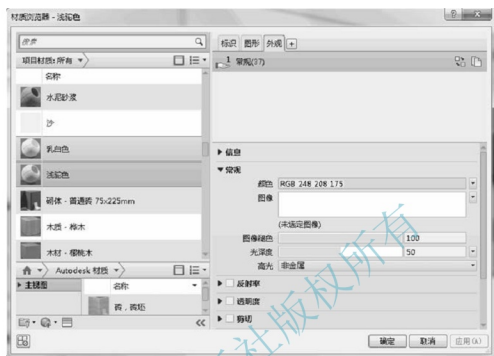 材质浏览器 - 浅驼色
搜索
项目材质: 所有
名称
水泥砂浆
沙
乳白色
浅驼色
砌体 - 普通砖 75x225mm
木质 - 桦木
木材 - 樱桃木
Autodesk 材质
主视图
名称
砖，砖坯
标识 图形 外观 +
1 常规(37)
信息
常规
颜色 RGB 248 208 175
图像
(未选定图像)
图像褪色 100
光泽度 50
高光 非金属
反射率
透明度
剪切
社版权所有
确定 取消 应用(A)